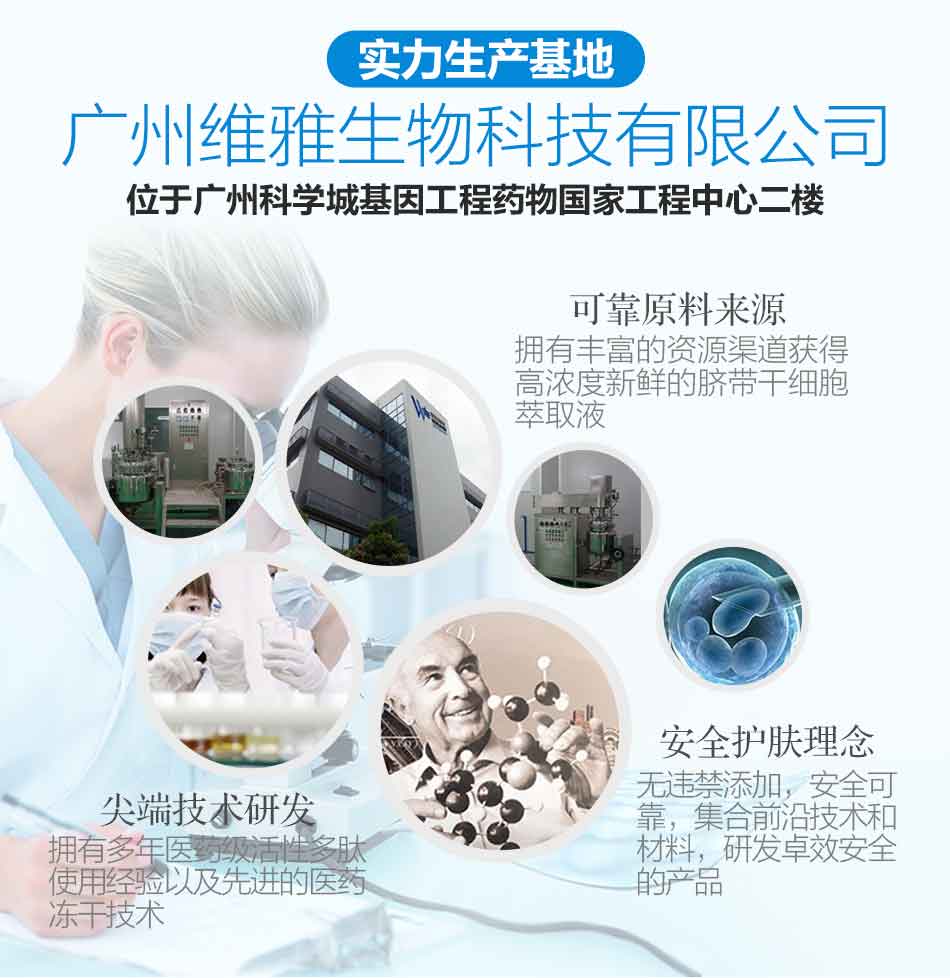 实力生产基地
广州维雅生物科技有限公司
位于广州科学城基因工程药物国家工程中心二楼
可靠原料来源
拥有丰富的资源渠道获得
高浓度新鲜的脐带干细胞
萃取液
安全护肤理念
无违禁添加，安全可
靠，集合前沿技术和
材料，研发卓效安全
的产品
尖端技术研发
拥有多年医药级活性多肽
使用经验以及先进的医药
冻干技术